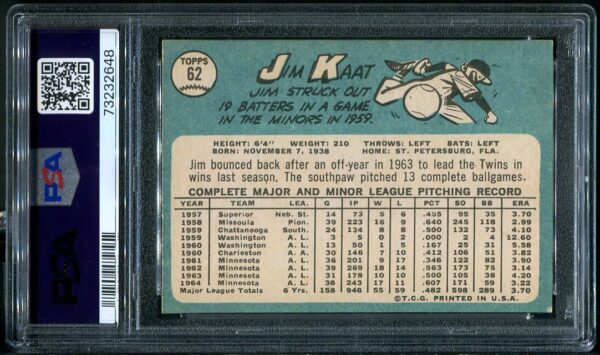 PSA
73232648
PSA
TOPPS
62
JIM KAAT
JIM STRUCK OUT
19 BATTERS IN A GAME
IN THE MINORS IN 1959.
HEIGHT: 6'4" WEIGHT: 210 THROWS: LEFT BATS: LEFT
BORN: NOVEMBER 7, 1938 HOME: ST. PETERSBURG, FLA.
Jim bounced back after an off-year in 1963 to lead the Twins in
wins last season. The southpaw pitched 13 complete ballgames.
COMPLETE MAJOR AND MINOR LEAGUE PITCHING RECORD
YEAR TEAM LEA. G IP W L PCT. SO BB ERA
1957 Superior Neb. St. 14 73 5 6 .455 95 35 3.70
1958 Missoula Pion. 39 223 16 9 .640 245 118 2.99
1959 Chattanooga South. 24 134 8 8 .500 132 73 4.10
1959 Washington A.L. 3 5 0 2 .000 2 4 12.60
1960 Washington A.L. 13 50 1 5 .167 25 31 5.58
1960 Charleston A.A. 30 146 7 10 .412 106 51 3.82
1961 Minnesota A.L. 36 201 9 17 .346 122 82 3.90
1962 Minnesota A.L. 39 269 18 14 .563 173 75 3.14
1963 Minnesota A.L. 31 178 10 10 .500 105 38 4.20
1964 Minnesota A.L. 36 243 17 11 .607 171 55 3.22
Major League Totals 6 Yrs. 158 946 55 59 .482 598 289 3.70
©T.C.G. PRINTED IN U.S.A.